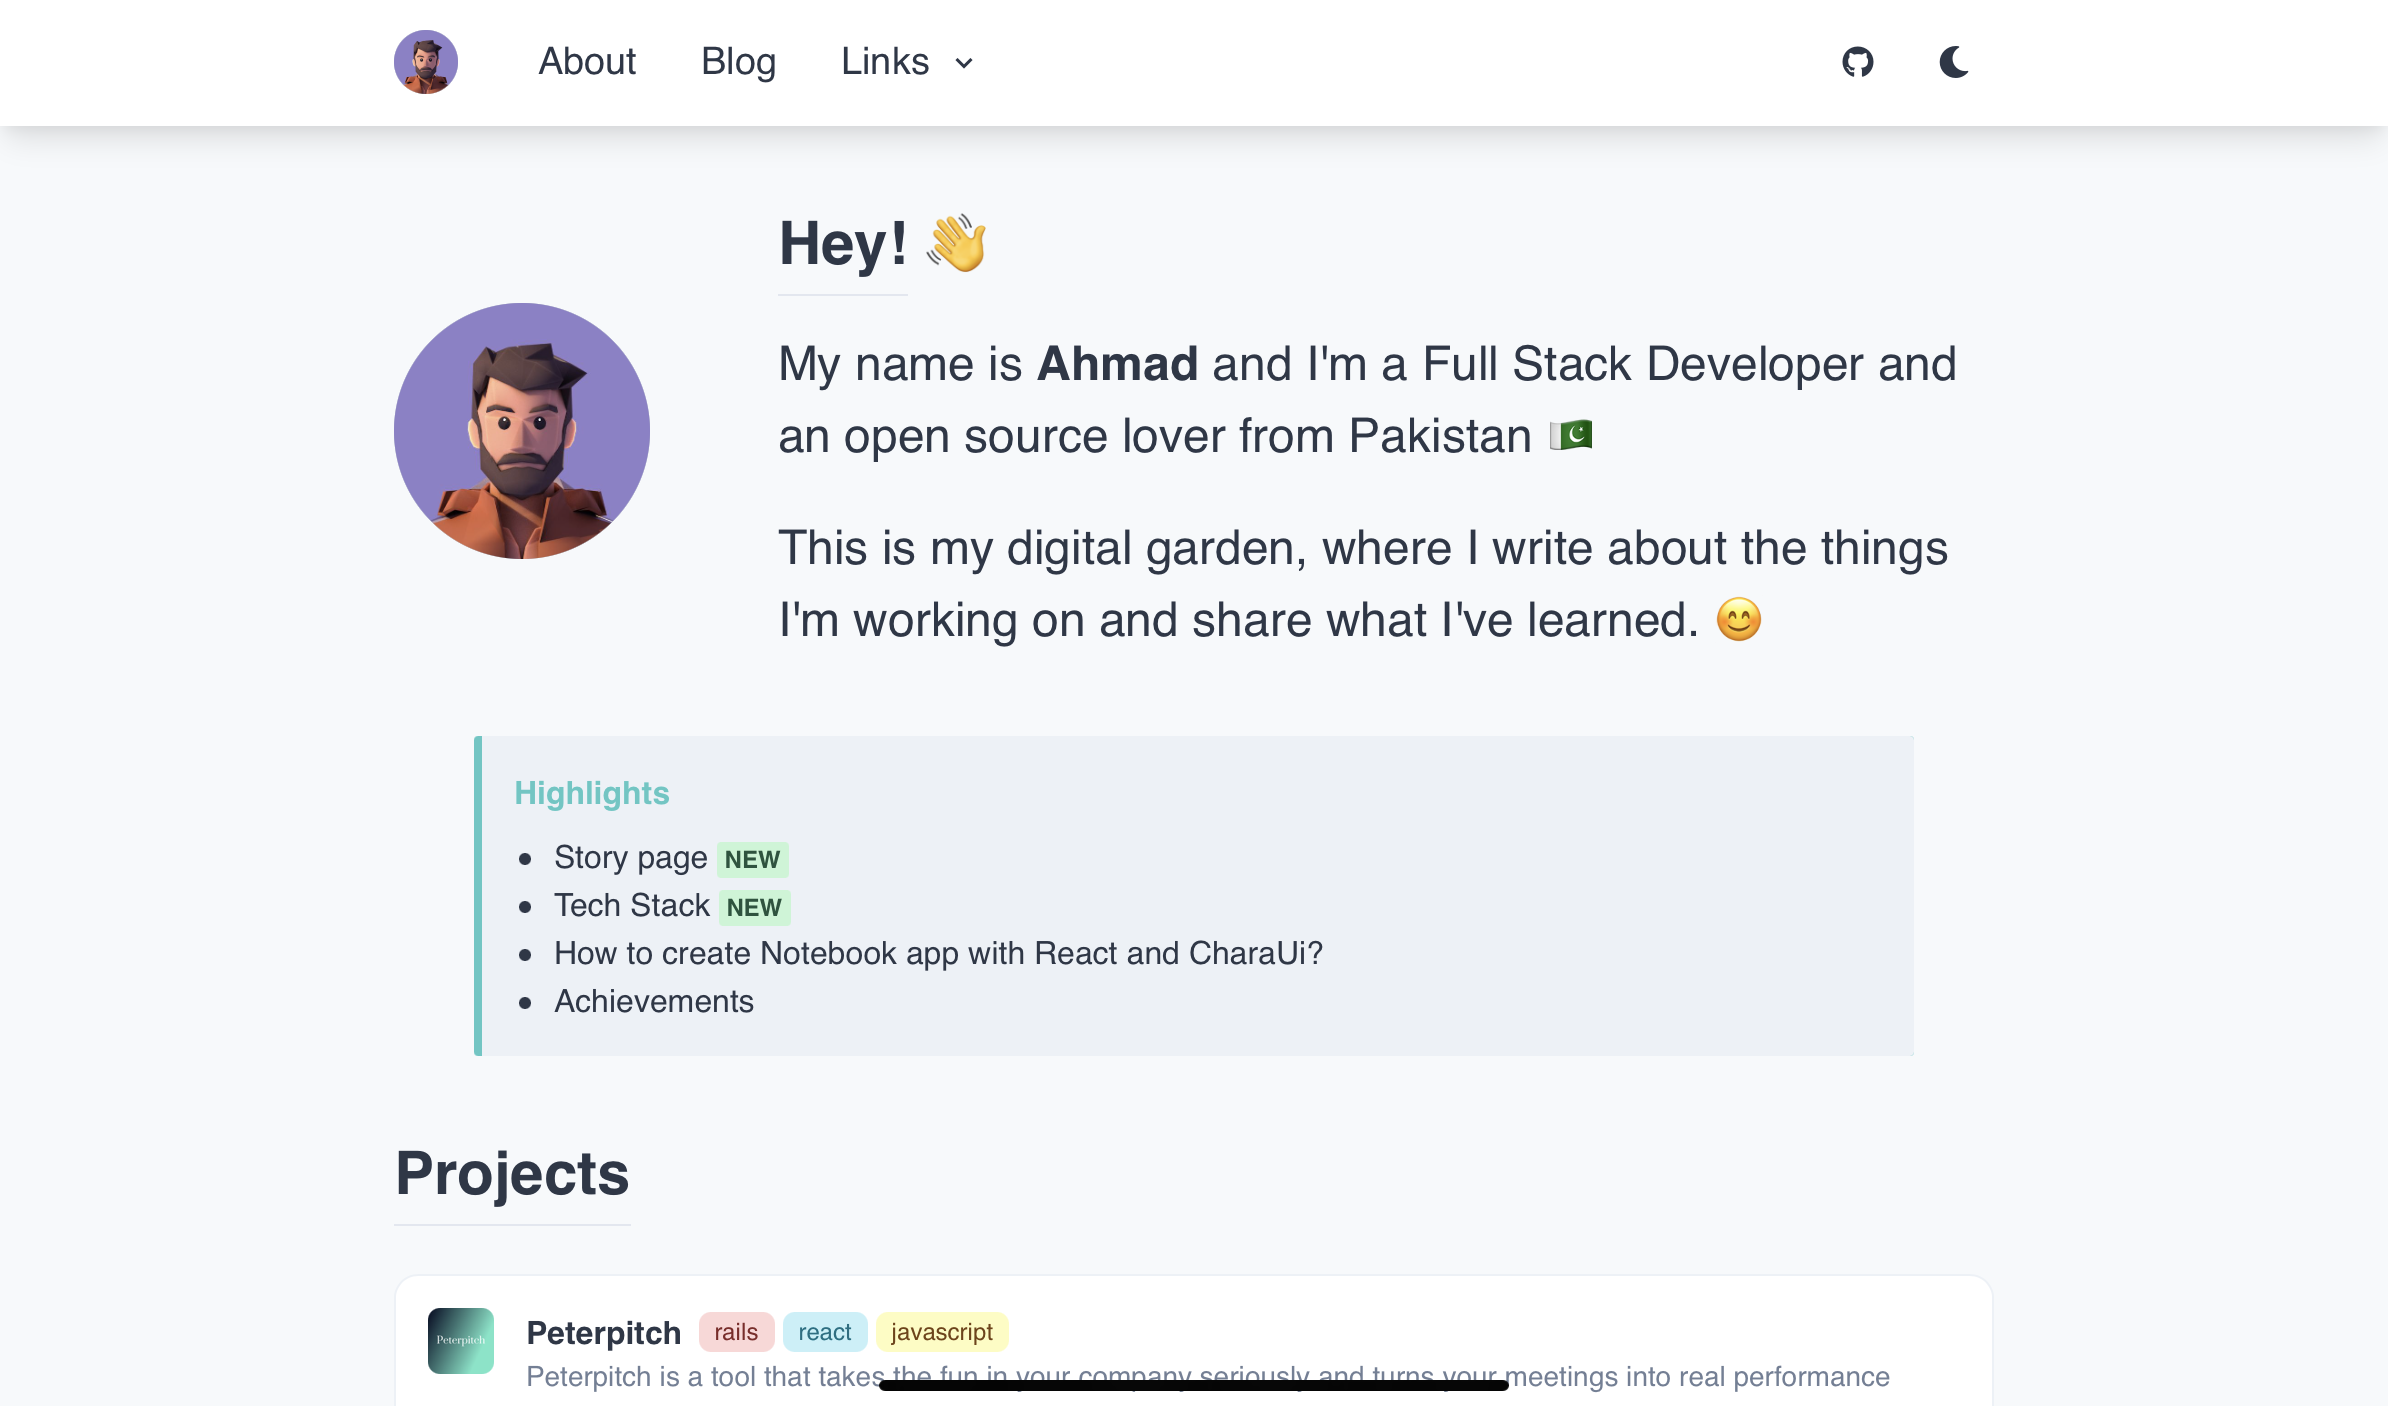 About Blog Links
Hey! 👋
My name is Ahmad and I'm a Full Stack Developer and
an open source lover from Pakistan 🇵🇰
This is my digital garden, where I write about the things
I'm working on and share what I've learned. 😊
Highlights
Story page NEW
Tech Stack NEW
How to create Notebook app with React and CharaUi?
Achievements
Projects
Peterpitch
Peterpitch rails react javascript
Peterpitch is a tool that takes the fun in your company seriously and turns your meetings into real performance